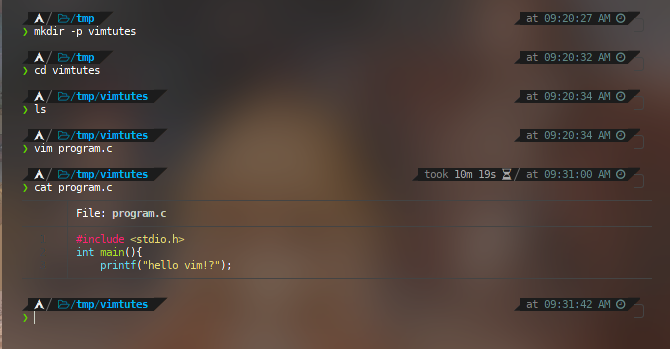 /tmp at 09:20:27 AM
❯ mkdir -p vimtutes
/tmp at 09:20:32 AM
❯ cd vimtutes
/tmp/vimtutes at 09:20:34 AM
❯ ls
/tmp/vimtutes at 09:20:34 AM
❯ vim program.c
/tmp/vimtutes took 10m 19s at 09:31:00 AM
❯ cat program.c
File: program.c
#include <stdio.h>
int main(){
printf("hello vim!?");
/tmp/vimtutes at 09:31:42 AM
❯